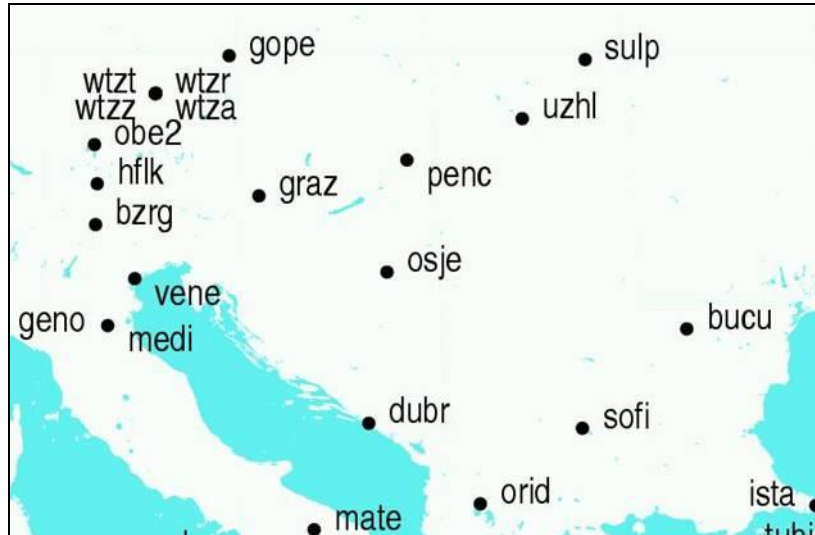 gope
sulp
wtzt wtzr
wtzz wtza
uzhl
obe2
hflk
penc
graz
bzrg
osje
vene
geno
bucu
medi
dubr
sofi
orid
ista
mate